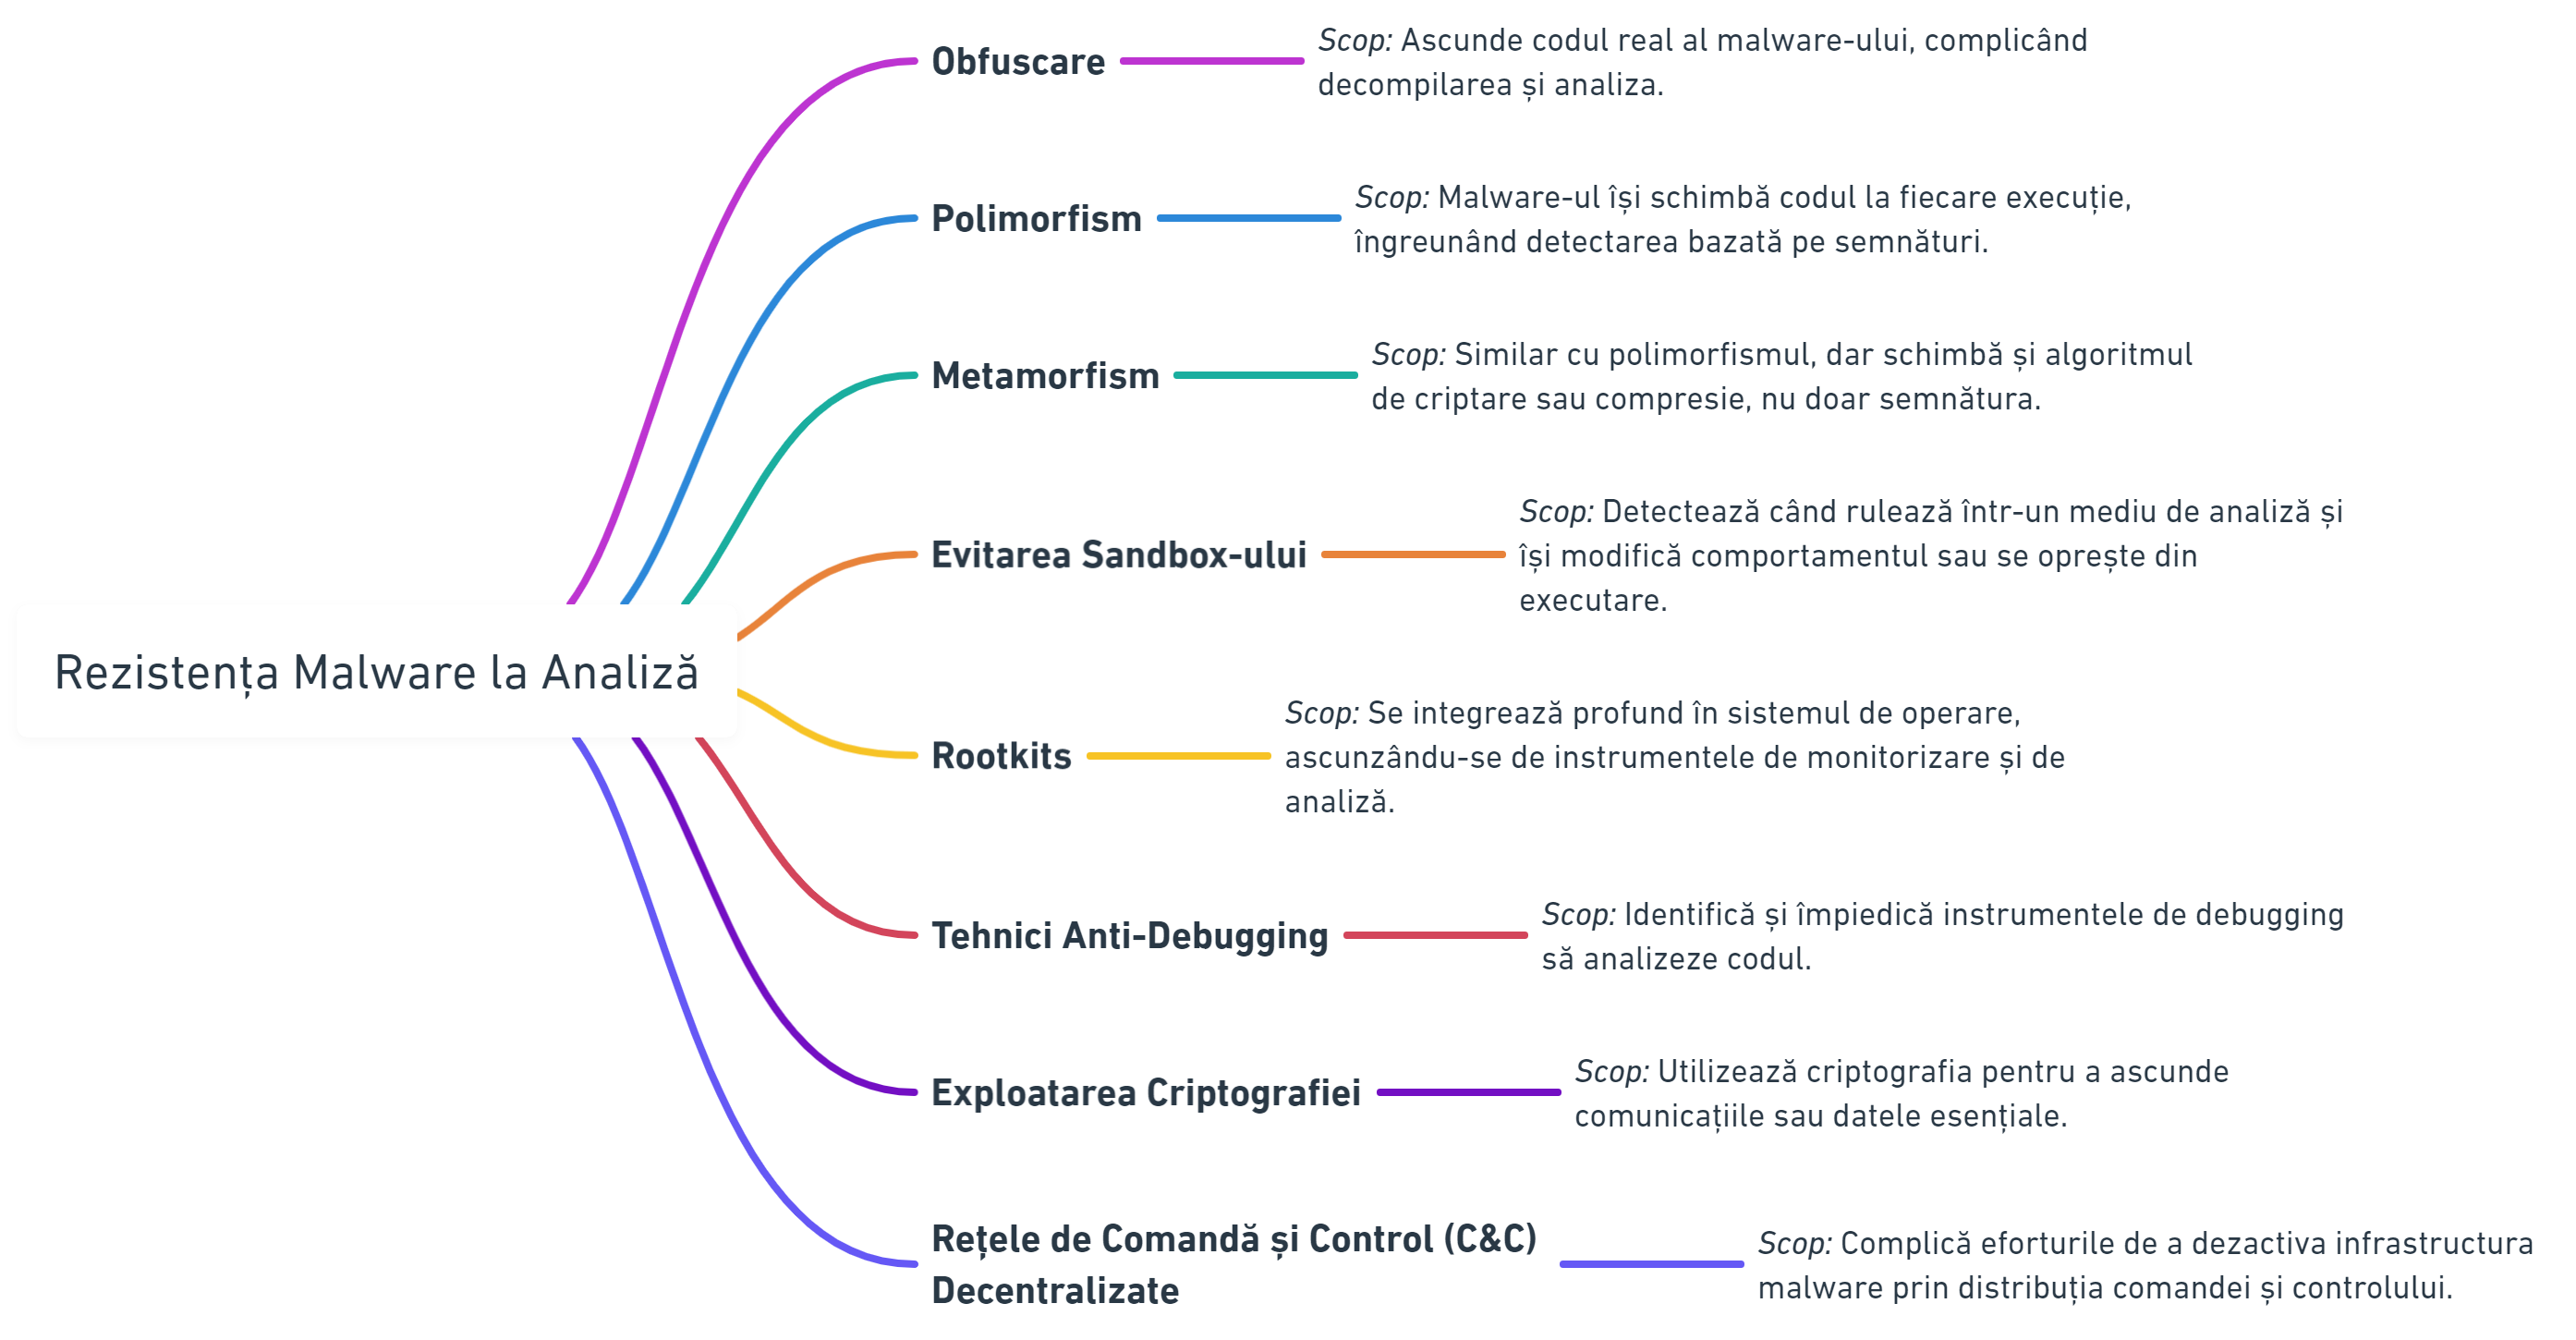 Obfuscare
Scop: Ascunde codul real al malware-ului, complicând
decompilarea și analiza.
Polimorfism
Scop: Malware-ul își schimbă codul la fiecare execuție,
îngreunând detectarea bazată pe semnături.
Metamorfism
Scop: Similar cu polimorfismul, dar schimbă și algoritmul
de criptare sau compresie, nu doar semnătura.
Evitarea Sandbox-ului
Scop: Detectează când rulează într-un mediu de analiză și
își modifică comportamentul sau se oprește din
executare.
Rezistența Malware la Analiză
Rootkits
Scop: Se integrează profund în sistemul de operare,
ascunzându-se de instrumentele de monitorizare și de
analiză.
Tehnici Anti-Debugging
Scop: Identifică și împiedică instrumentele de debugging
să analizeze codul.
Exploatarea Criptografiei
Scop: Utilizează criptografia pentru a ascunde
comunicațiile sau datele esențiale.
Rețele de Comandă și Control (C&C)
Decentralizate
Scop: Complică eforturile de a dezactiva infrastructura
malware prin distribuția comandei și controlului.